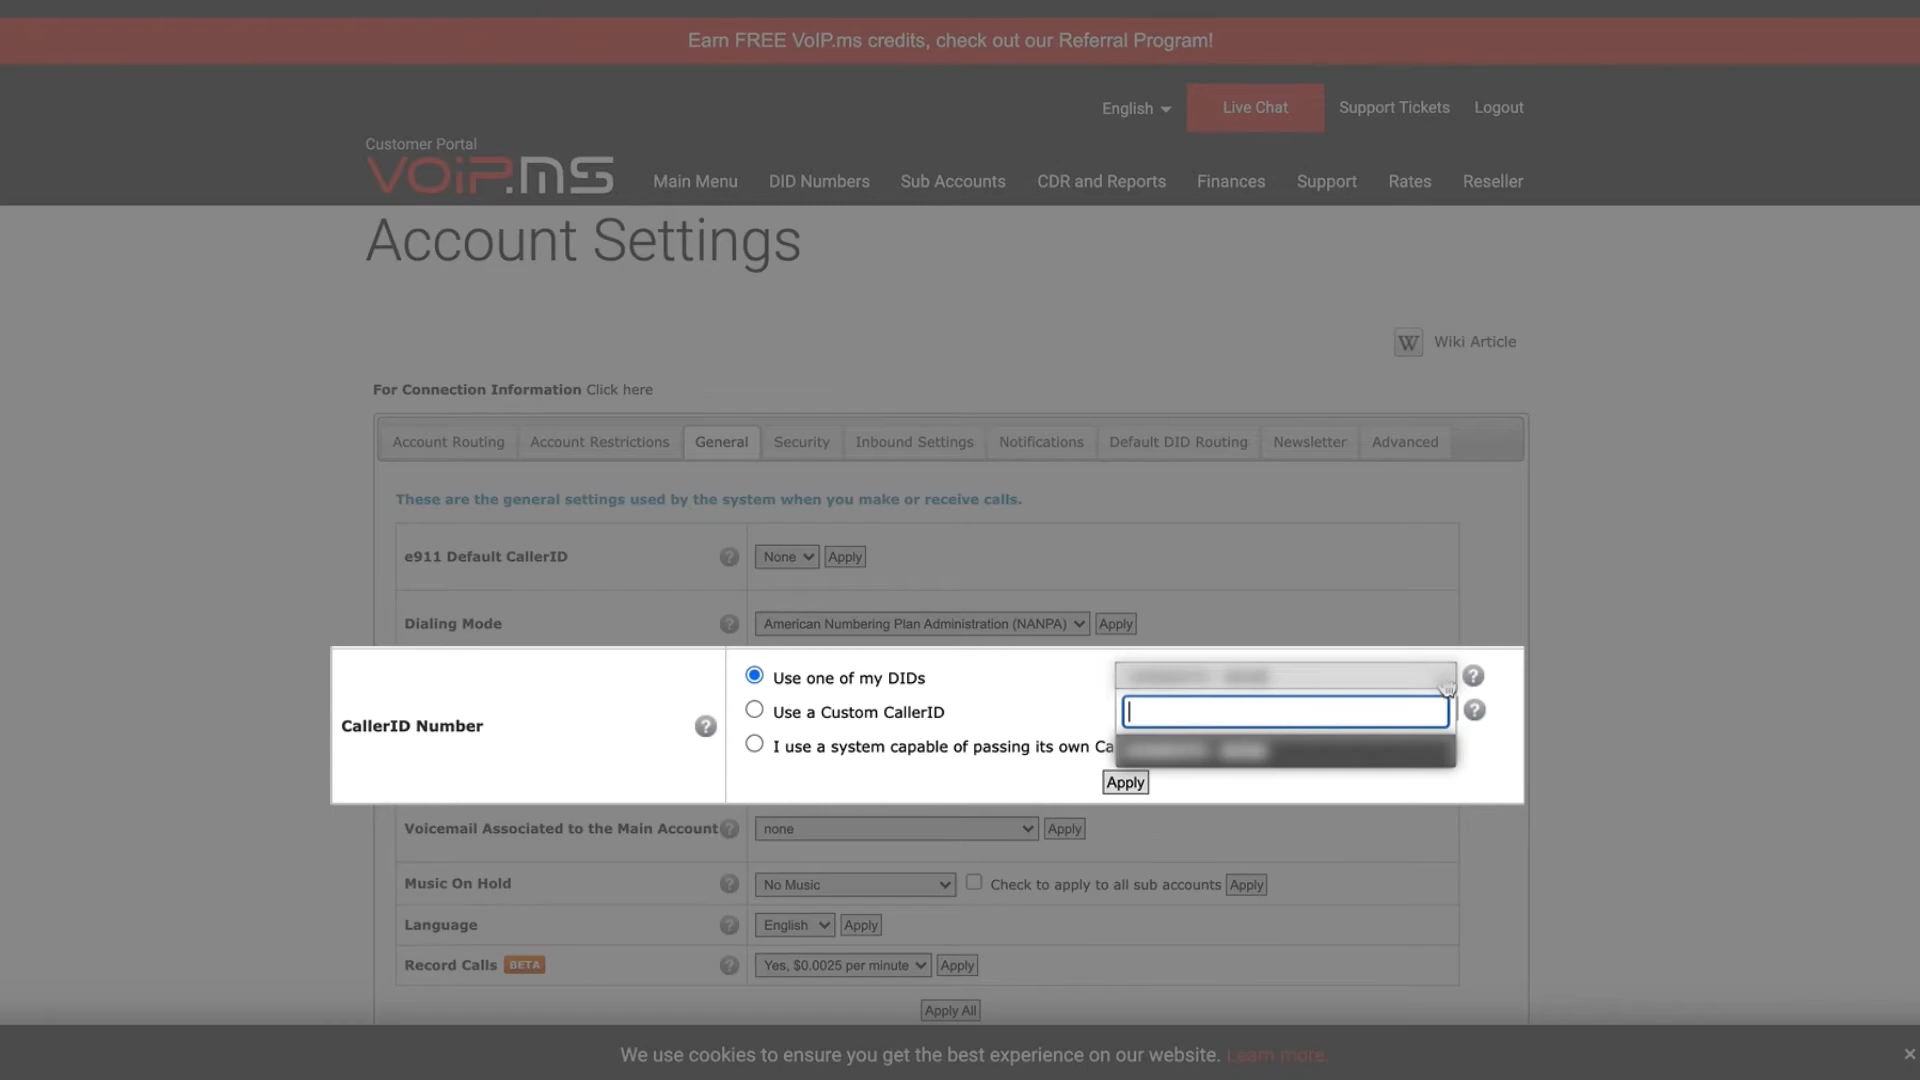 Earn FREE VoIP.ms credits, check out our Referral Program!
English
Live Chat
Support Tickets
Logout
Customer Portal
VOiP.MS
Main Menu
DID Numbers
Sub Accounts
CDR and Reports
Finances
Support
Rates
Reseller
Account Settings
W Wiki Article
For Connection Information Click here
Account Routing
Account Restrictions
General
Security
Inbound Settings
Notifications
Default DID Routing
Newsletter
Advanced
These are the general settings used by the system when you make or receive calls.
e911 Default CallerID ? None Apply
Dialing Mode ? American Numbering Plan Administration (NANPA) Apply
CallerID Number ?
Use one of my DIDs ?
Use a Custom CallerID ?
I use a system capable of passing its own Ca
Apply
Voicemail Associated to the Main Account ? none Apply
Music On Hold ? No Music Check to apply to all sub accounts Apply
Language ? English Apply
Record Calls BETA ? Yes, $0.0025 per minute Apply
Apply All
We use cookies to ensure you get the best experience on our website. Learn more.